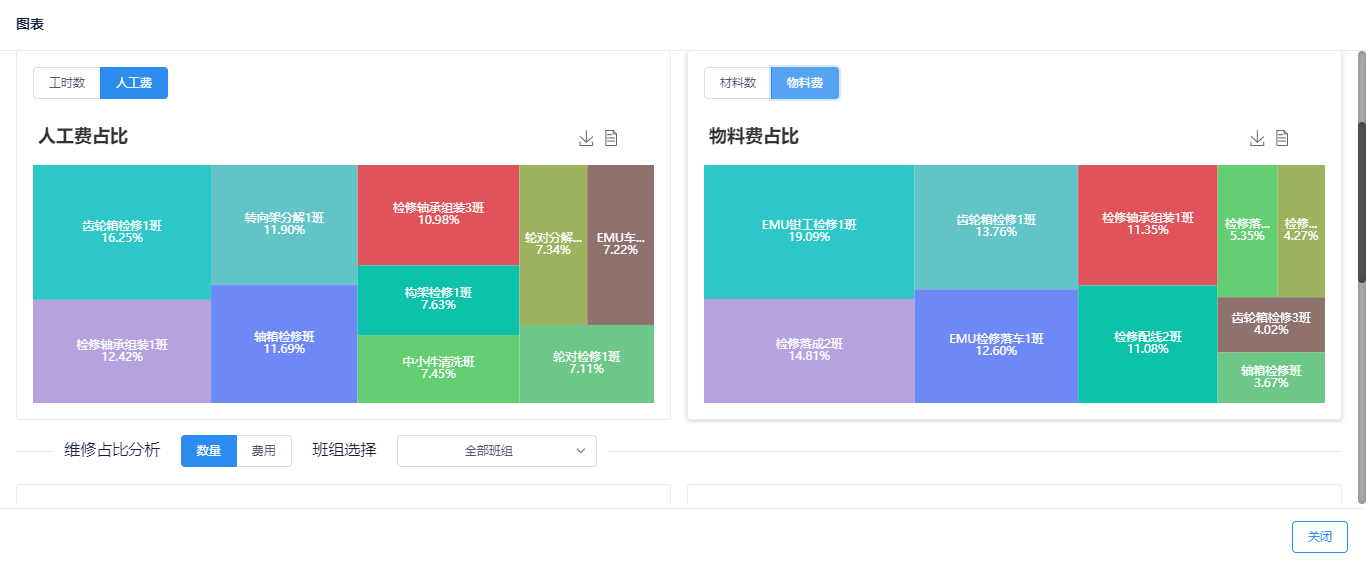 图表
工时数 人工费
人工费占比
齿轮箱检修1班
16.25%
检修轴承组装1班
12.42%
转向架分解1班
11.90%
轴箱检修班
11.69%
检修轴承组装3班
10.98%
构架检修1班
7.63%
中小件清洗班
7.45%
轮对分解...
7.34%
EMU车...
7.22%
轮对检修1班
7.11%
材料数 物料费
物料费占比
EMU钳工检修1班
19.09%
检修落成2班
14.81%
齿轮箱检修1班
13.76%
EMU检修落车1班
12.60%
检修轴承组装1班
11.35%
检修配线2班
11.08%
检修落...
5.35%
检修...
4.27%
齿轮箱检修3班
4.02%
轴箱检修班
3.67%
维修占比分析 数量 费用 班组选择 全部班组
关闭